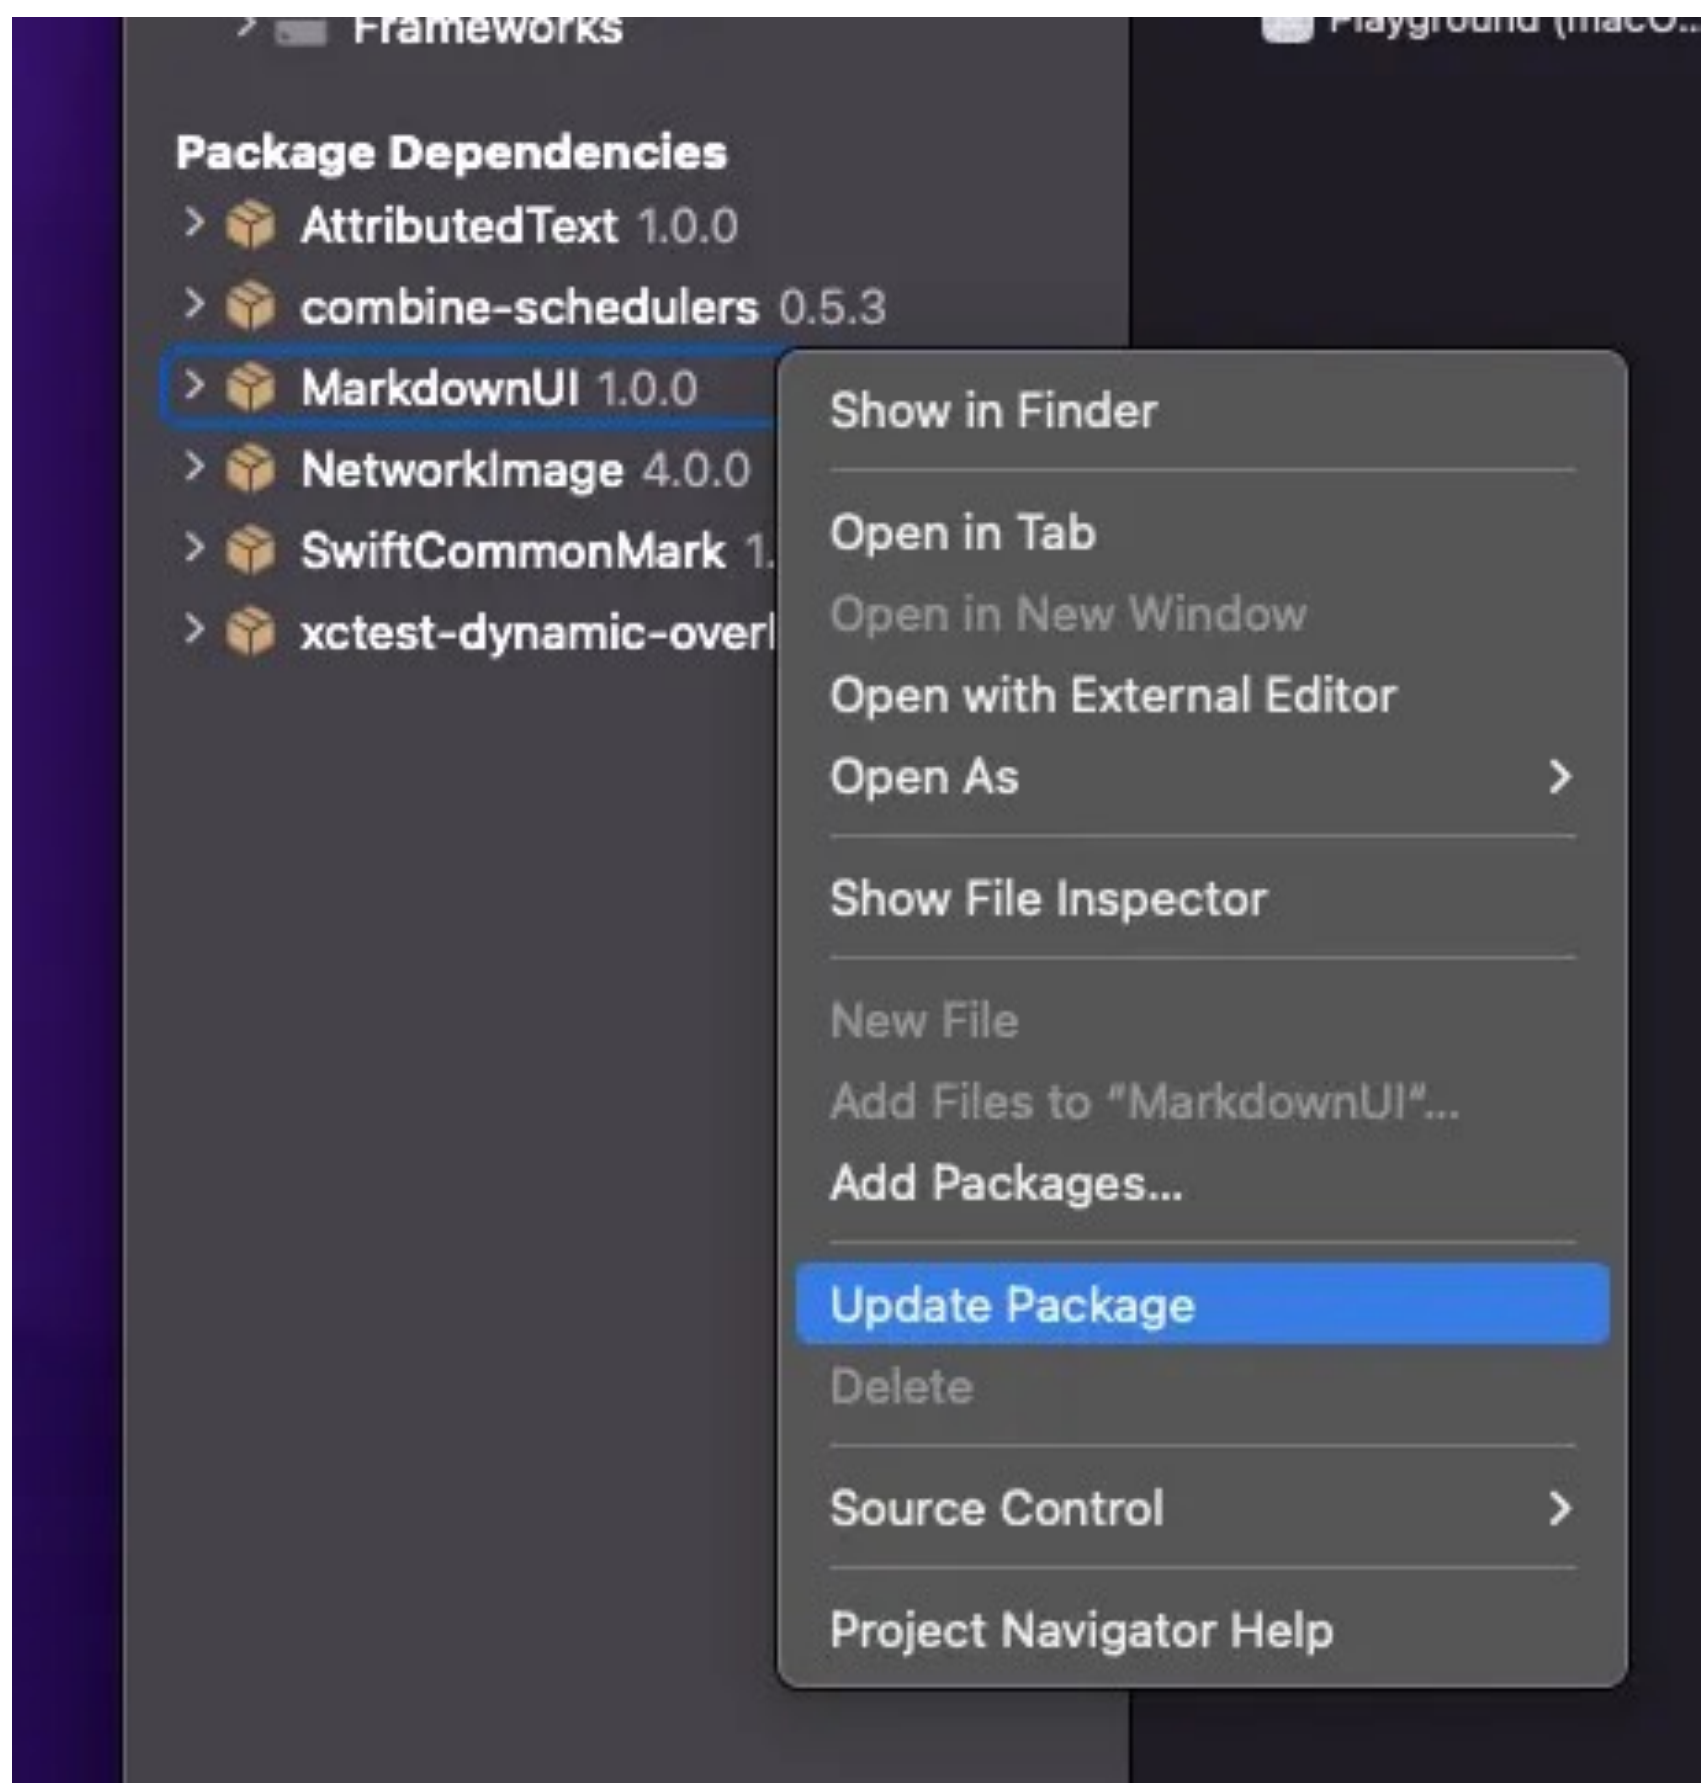 Frameworks
Playground (macO...
Package Dependencies
AttributedText 1.0.0
combine-schedulers 0.5.3
MarkdownUI 1.0.0
NetworkImage 4.0.0
SwiftCommonMark 1.
xctest-dynamic-overl
Show in Finder
Open in Tab
Open in New Window
Open with External Editor
Open As
Show File Inspector
New File
Add Files to “MarkdownUI”...
Add Packages...
Update Package
Delete
Source Control
Project Navigator Help